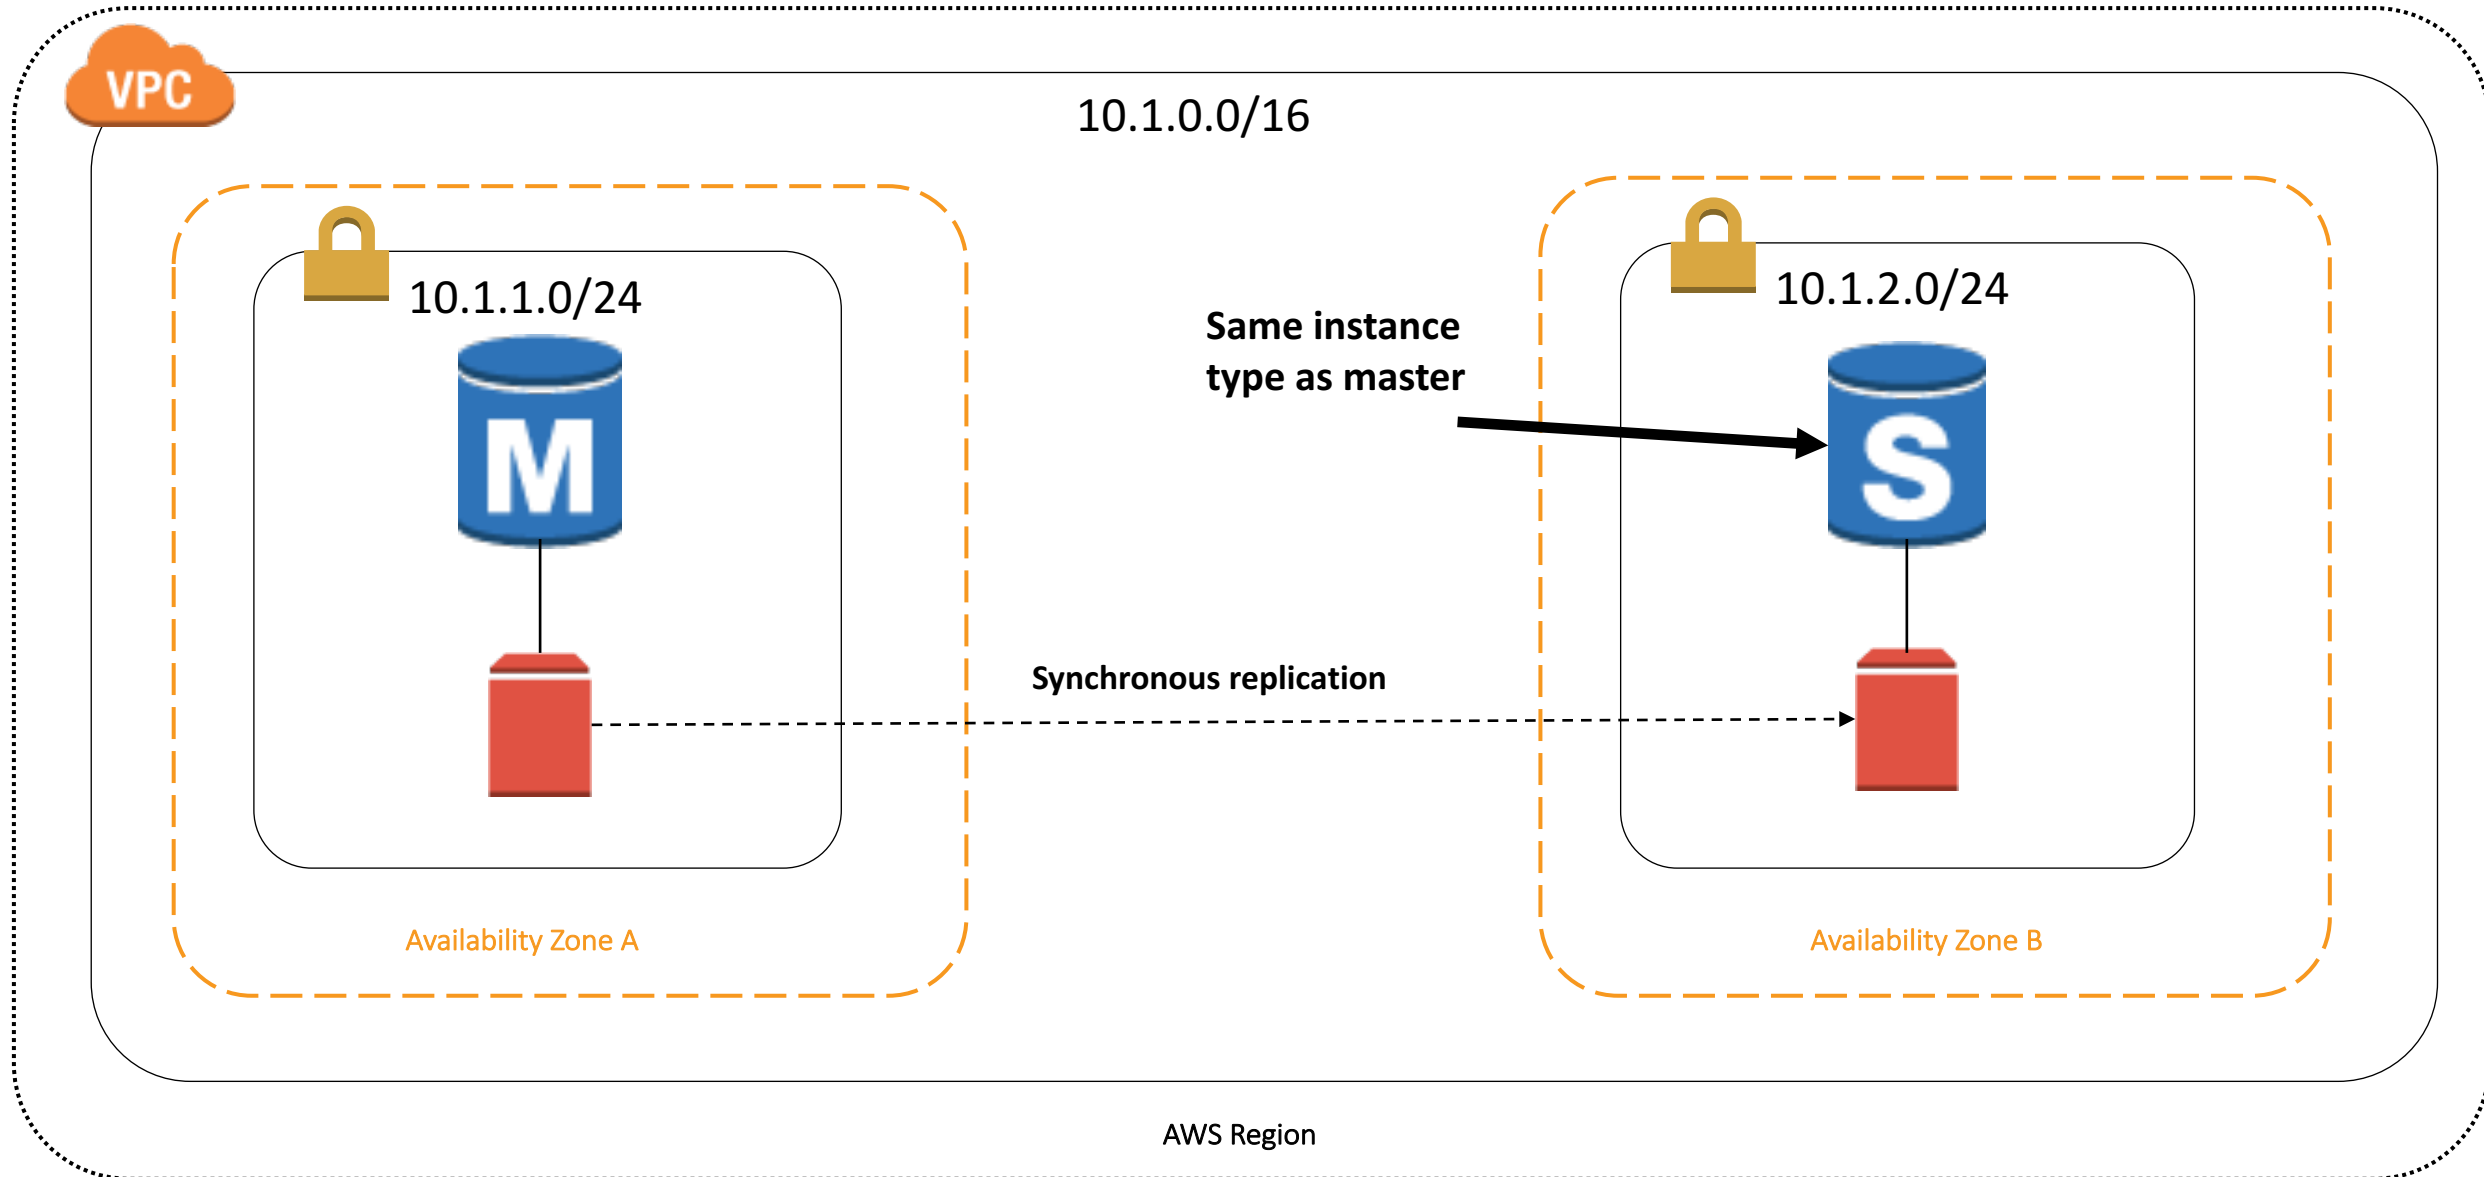 VPC
10.1.0.0/16
10.1.1.0/24
10.1.2.0/24
Same instance
type as master
M
S
Synchronous replication
Availability Zone A
Availability Zone B
AWS Region